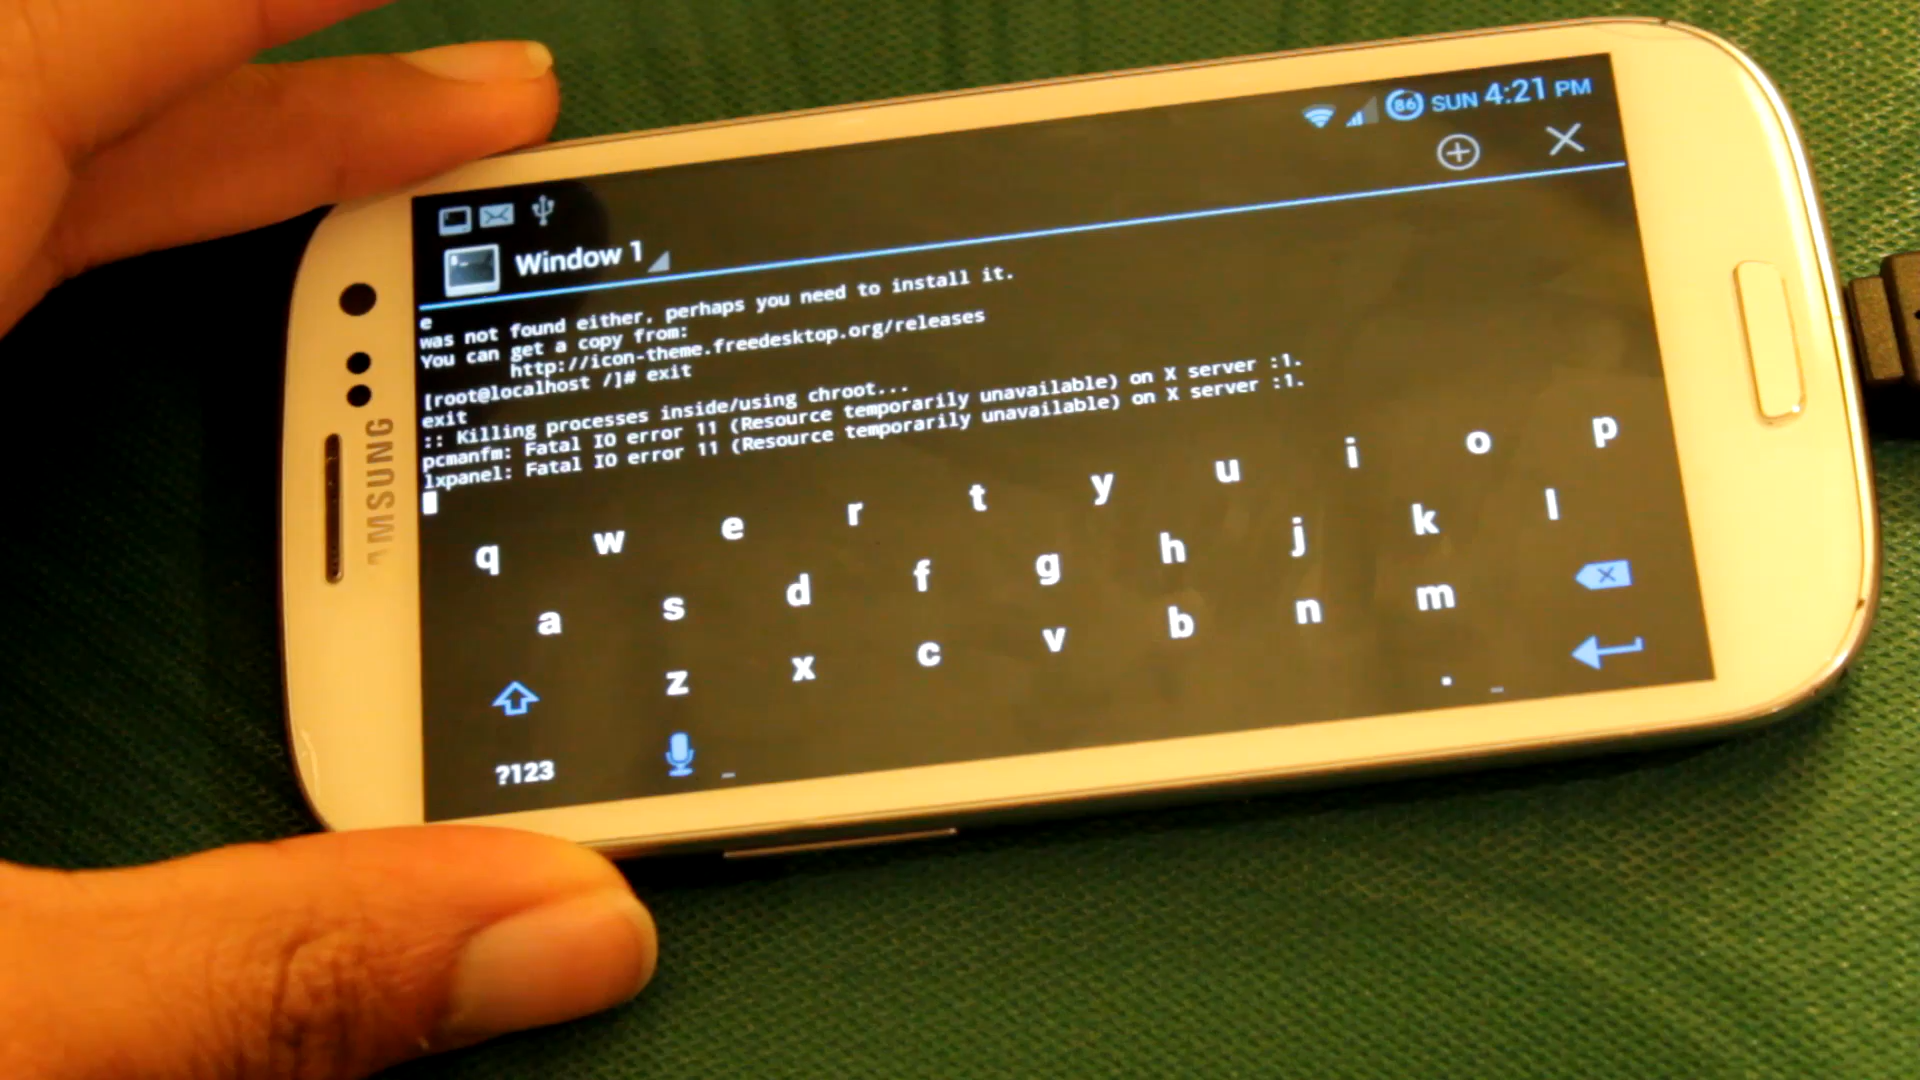 86 SUN 4:21 PM
Window 1
e
was not found either, perhaps you need to install it.
You can get a copy from:
http://icon-theme.freedesktop.org/releases
[root@localhost /]# exit
exit
:: Killing processes inside/using chroot...
pcmanfm: Fatal IO error 11 (Resource temporarily unavailable) on X server :1.
lxpanel: Fatal IO error 11 (Resource temporarily unavailable) on X server :1.
q w e r t y u i o p
a s d f g h j k l
z x c v b n m
?123 .
SAMSUNG